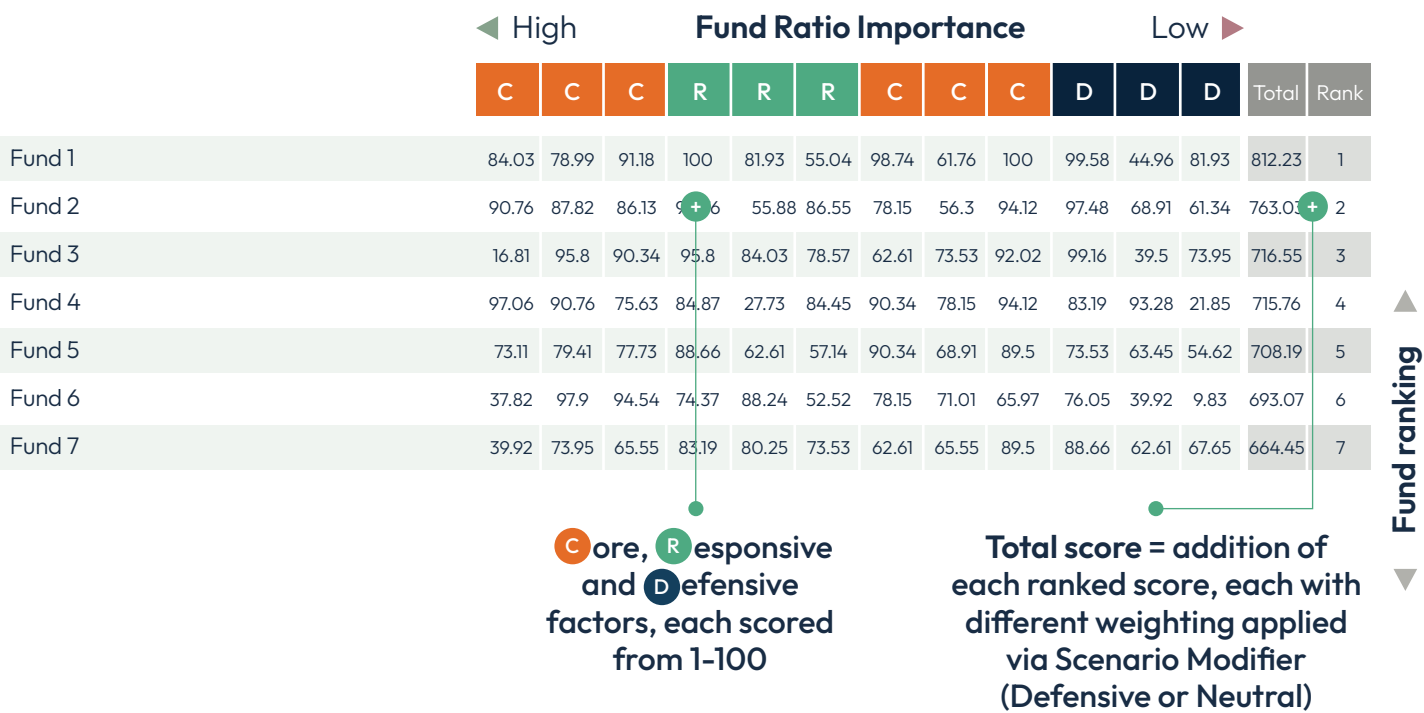 High Fund Ratio Importance Low
C C C R R R C C C D D D Total Rank
Fund 1 84.03 78.99 91.18 100 81.93 55.04 98.74 61.76 100 99.58 44.96 81.93 812.23 1
Fund 2 90.76 87.82 86.13 + 55.88 86.55 78.15 56.3 94.12 97.48 68.91 61.34 + 2
Fund 3 16.81 95.8 90.34 95.8 84.03 78.57 62.61 73.53 92.02 99.16 39.5 73.95 716.55 3
Fund 4 97.06 90.76 75.63 84.87 27.73 84.45 90.34 78.15 94.12 83.19 93.28 21.85 715.76 4
Fund 5 73.11 79.41 77.73 88.66 62.61 57.14 90.34 68.91 89.5 73.53 63.45 54.62 708.19 5
Fund 6 37.82 97.9 94.54 74.37 88.24 52.52 78.15 71.01 65.97 76.05 39.92 9.83 693.07 6
Fund 7 39.92 73.95 65.55 83.19 80.25 73.53 62.61 65.55 89.5 88.66 62.61 67.65 664.45 7
Fund ranking
Core, Responsive
and Defensive
factors, each scored
from 1-100
Total score = addition of
each ranked score, each with
different weighting applied
via Scenario Modifier
(Defensive or Neutral)